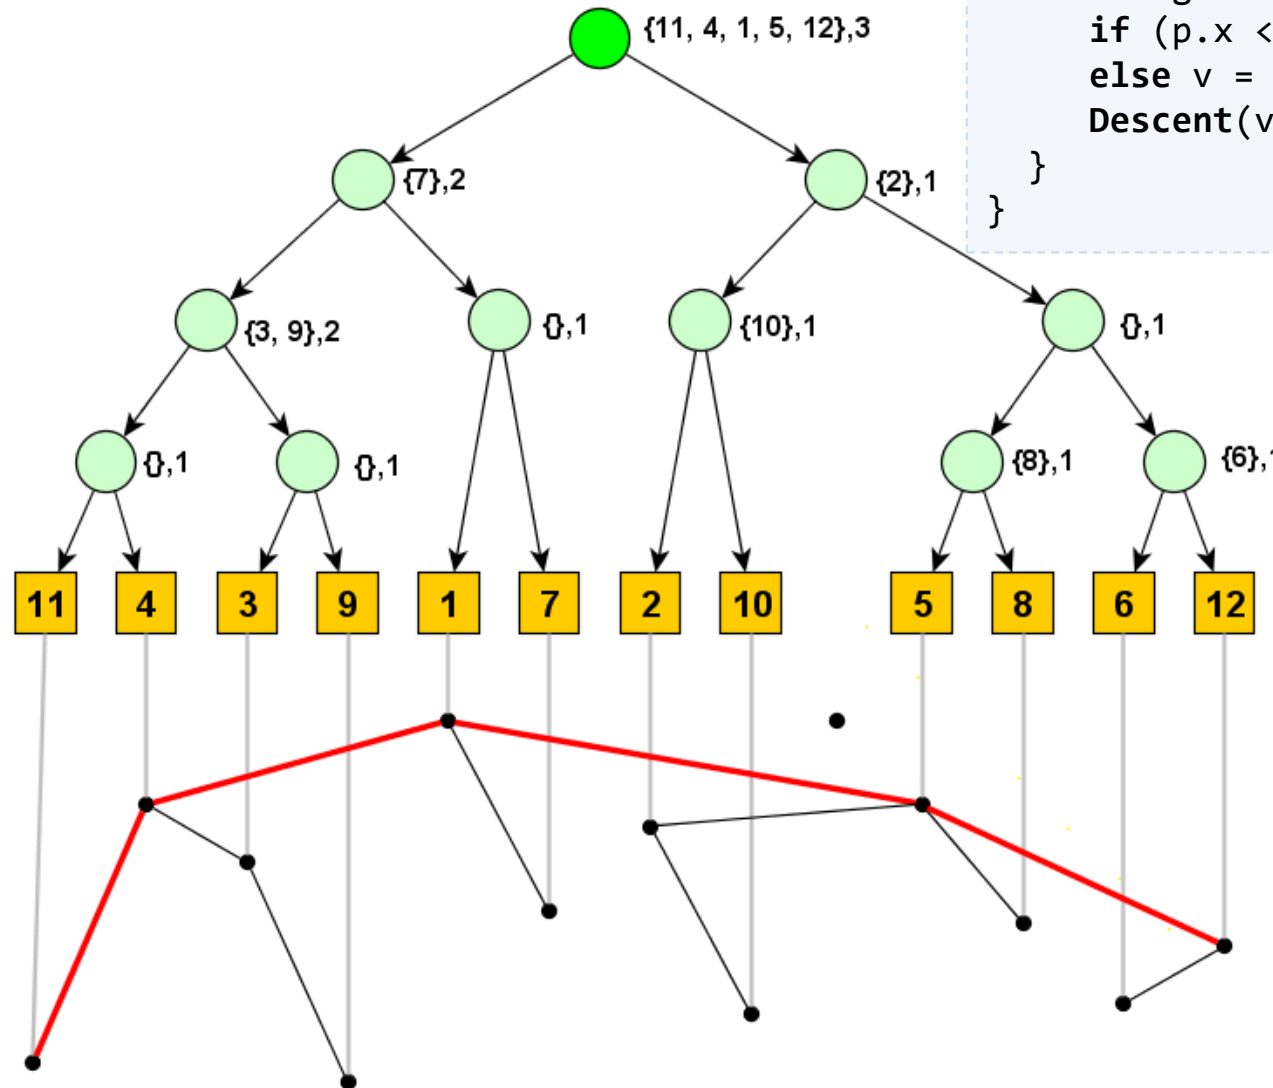 {11, 4, 1, 5, 12},3
if (p.x <
else v =
Descent(v
}
}
{7},2
{2},1
{3, 9},2
{},1
{10},1
{},1
{},1
{},1
{8},1
{6},
11 4 3 9 1 7 2 10 5 8 6 12